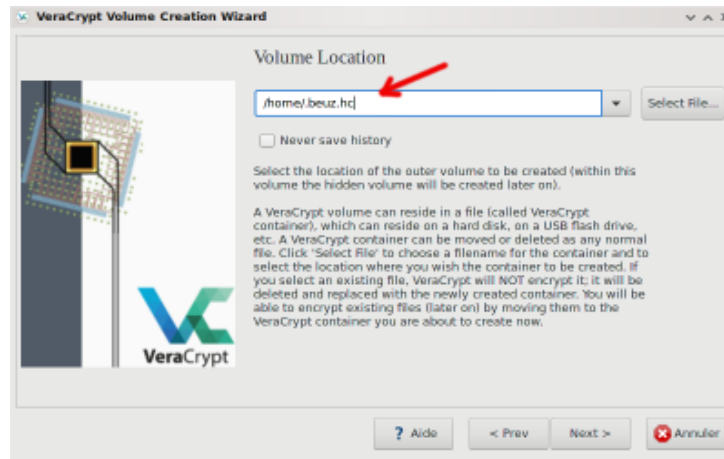 VeraCrypt Volume Creation Wizard
Volume Location
/home/.beuz.hc
Select File...
Never save history
Select the location of the outer volume to be created (within this
volume the hidden volume will be created later on).
A VeraCrypt volume can reside in a file (called VeraCrypt
container), which can reside on a hard disk, on a USB flash drive,
etc. A VeraCrypt container can be moved or deleted as any normal
file. Click 'Select File' to choose a filename for the container and to
select the location where you wish the container to be created. If
you select an existing file, VeraCrypt will NOT encrypt it; it will be
deleted and replaced with the newly created container. You will be
able to encrypt existing files (later on) by moving them to the
VeraCrypt container you are about to create now.
VeraCrypt
? Aide
< Prev
Next >
Annuler